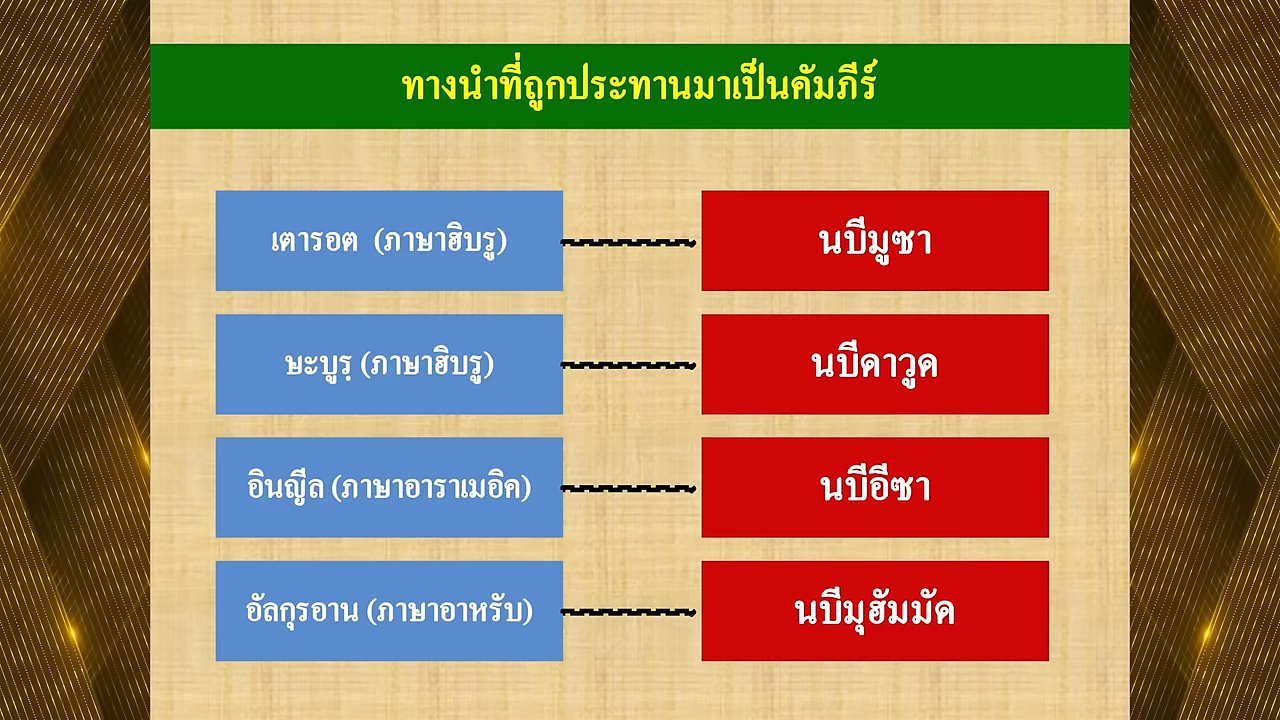 ทางนำที่ถูกประทานมาเป็นคัมภีร์
เตารอต (ภาษาฮิบรู)
นบีมูซา
ษะบูรฺ (ภาษาฮิบรู)
นบีดาวูด
อินญีล (ภาษาอาราเมอิค)
นบีอีซา
อัลกุรอาน (ภาษาอาหรับ)
นบีมุฮัมมัด